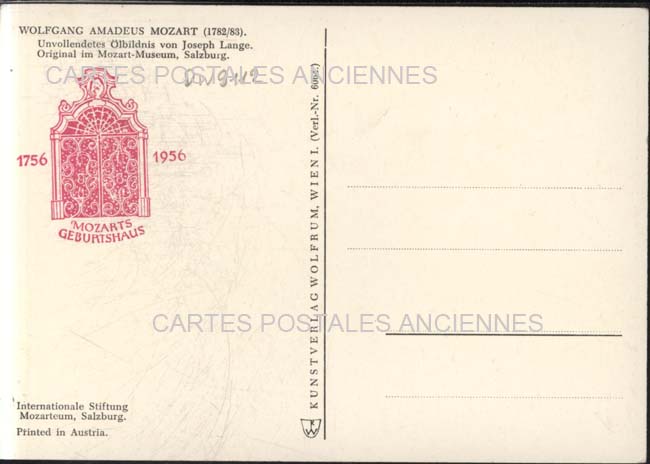 WOLFGANG AMADEUS MOZART (1782/83).
Unvollendetes Ölbildnis von Joseph Lange.
Original im Mozart-Museum, Salzburg.
CARTES POSTALES ANCIENNES
1756 1956
MOZARTS
GEBURTSHAUS
CARTES POSTALES ANCIENNES
Internationale Stiftung
Mozarteum, Salzburg.
Printed in Austria.
KUNSTVERLAG WOLFRUM, WIEN I. (Verl.-Nr.